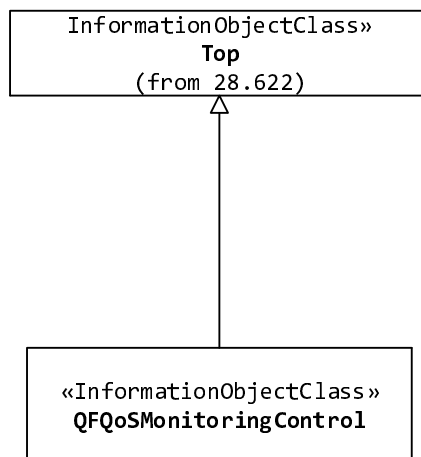 InformationObjectClass»
Top
(from 28.622)
«InformationObjectClass»
QFQoSMonitoringControl